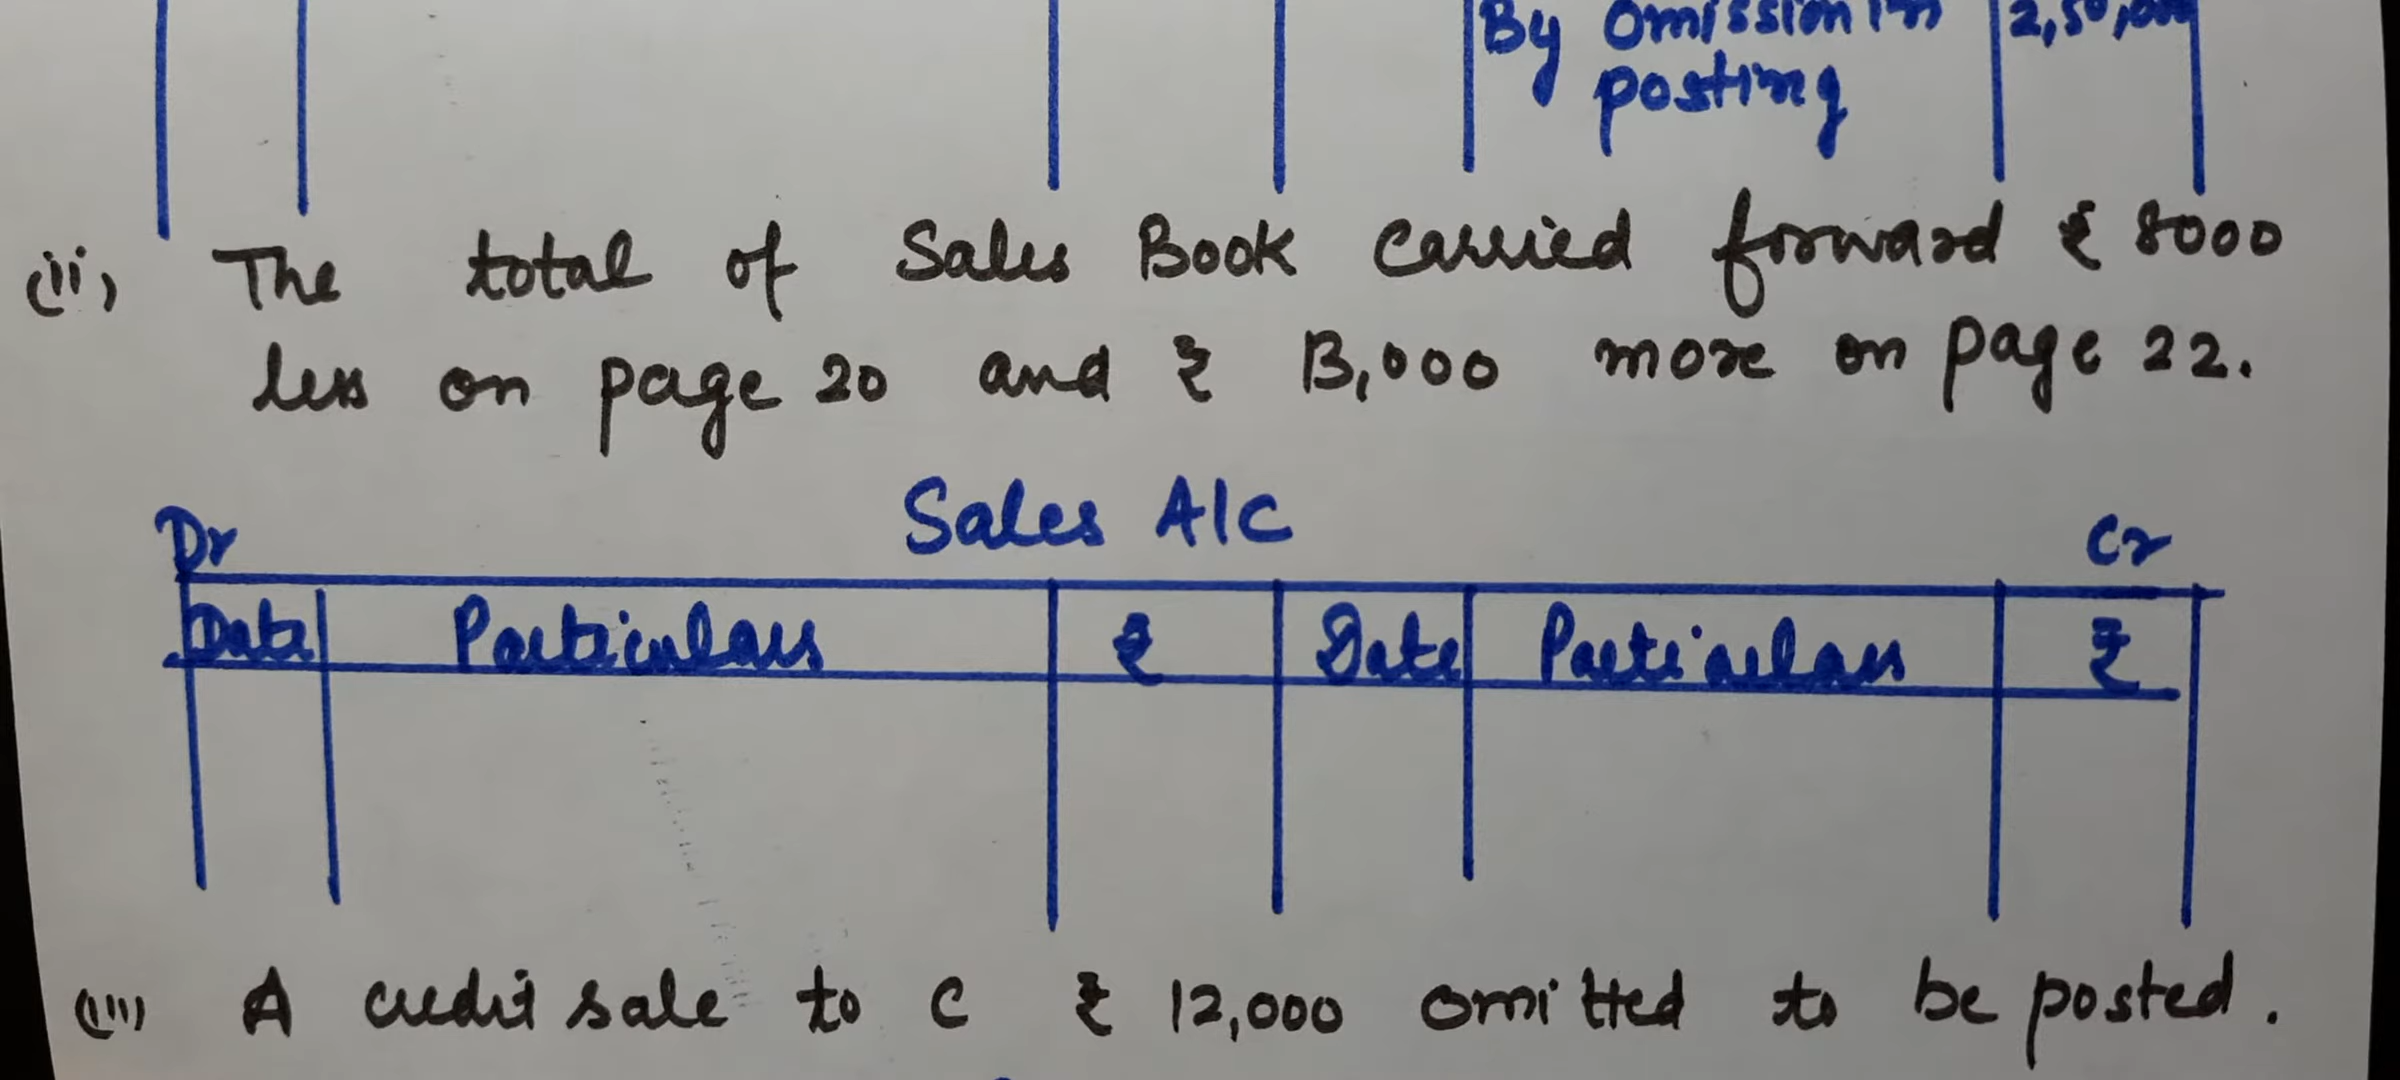 By Omission in 2,50,000
posting
(ii) The total of Sales Book carried forward ₹ 8000
less on page 20 and ₹ 13,000 more on page 22.
Sales A/C
Dr Cr
Date Particulars ₹ Date Particulars ₹
(iii) A credit sale to C ₹ 12,000 omitted to be posted.